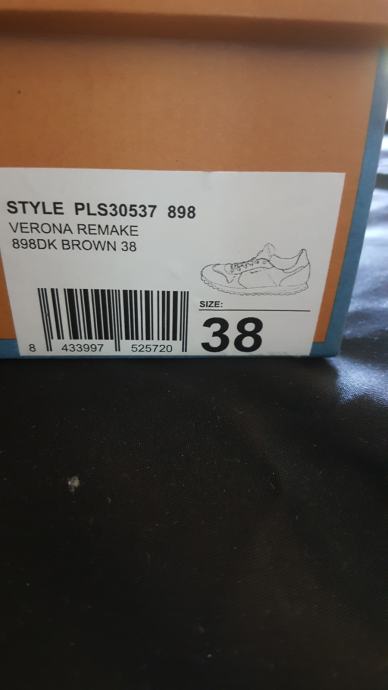 STYLE PLS30537 898
VERONA REMAKE
898DK BROWN 38
SIZE:
38
8 433997 525720